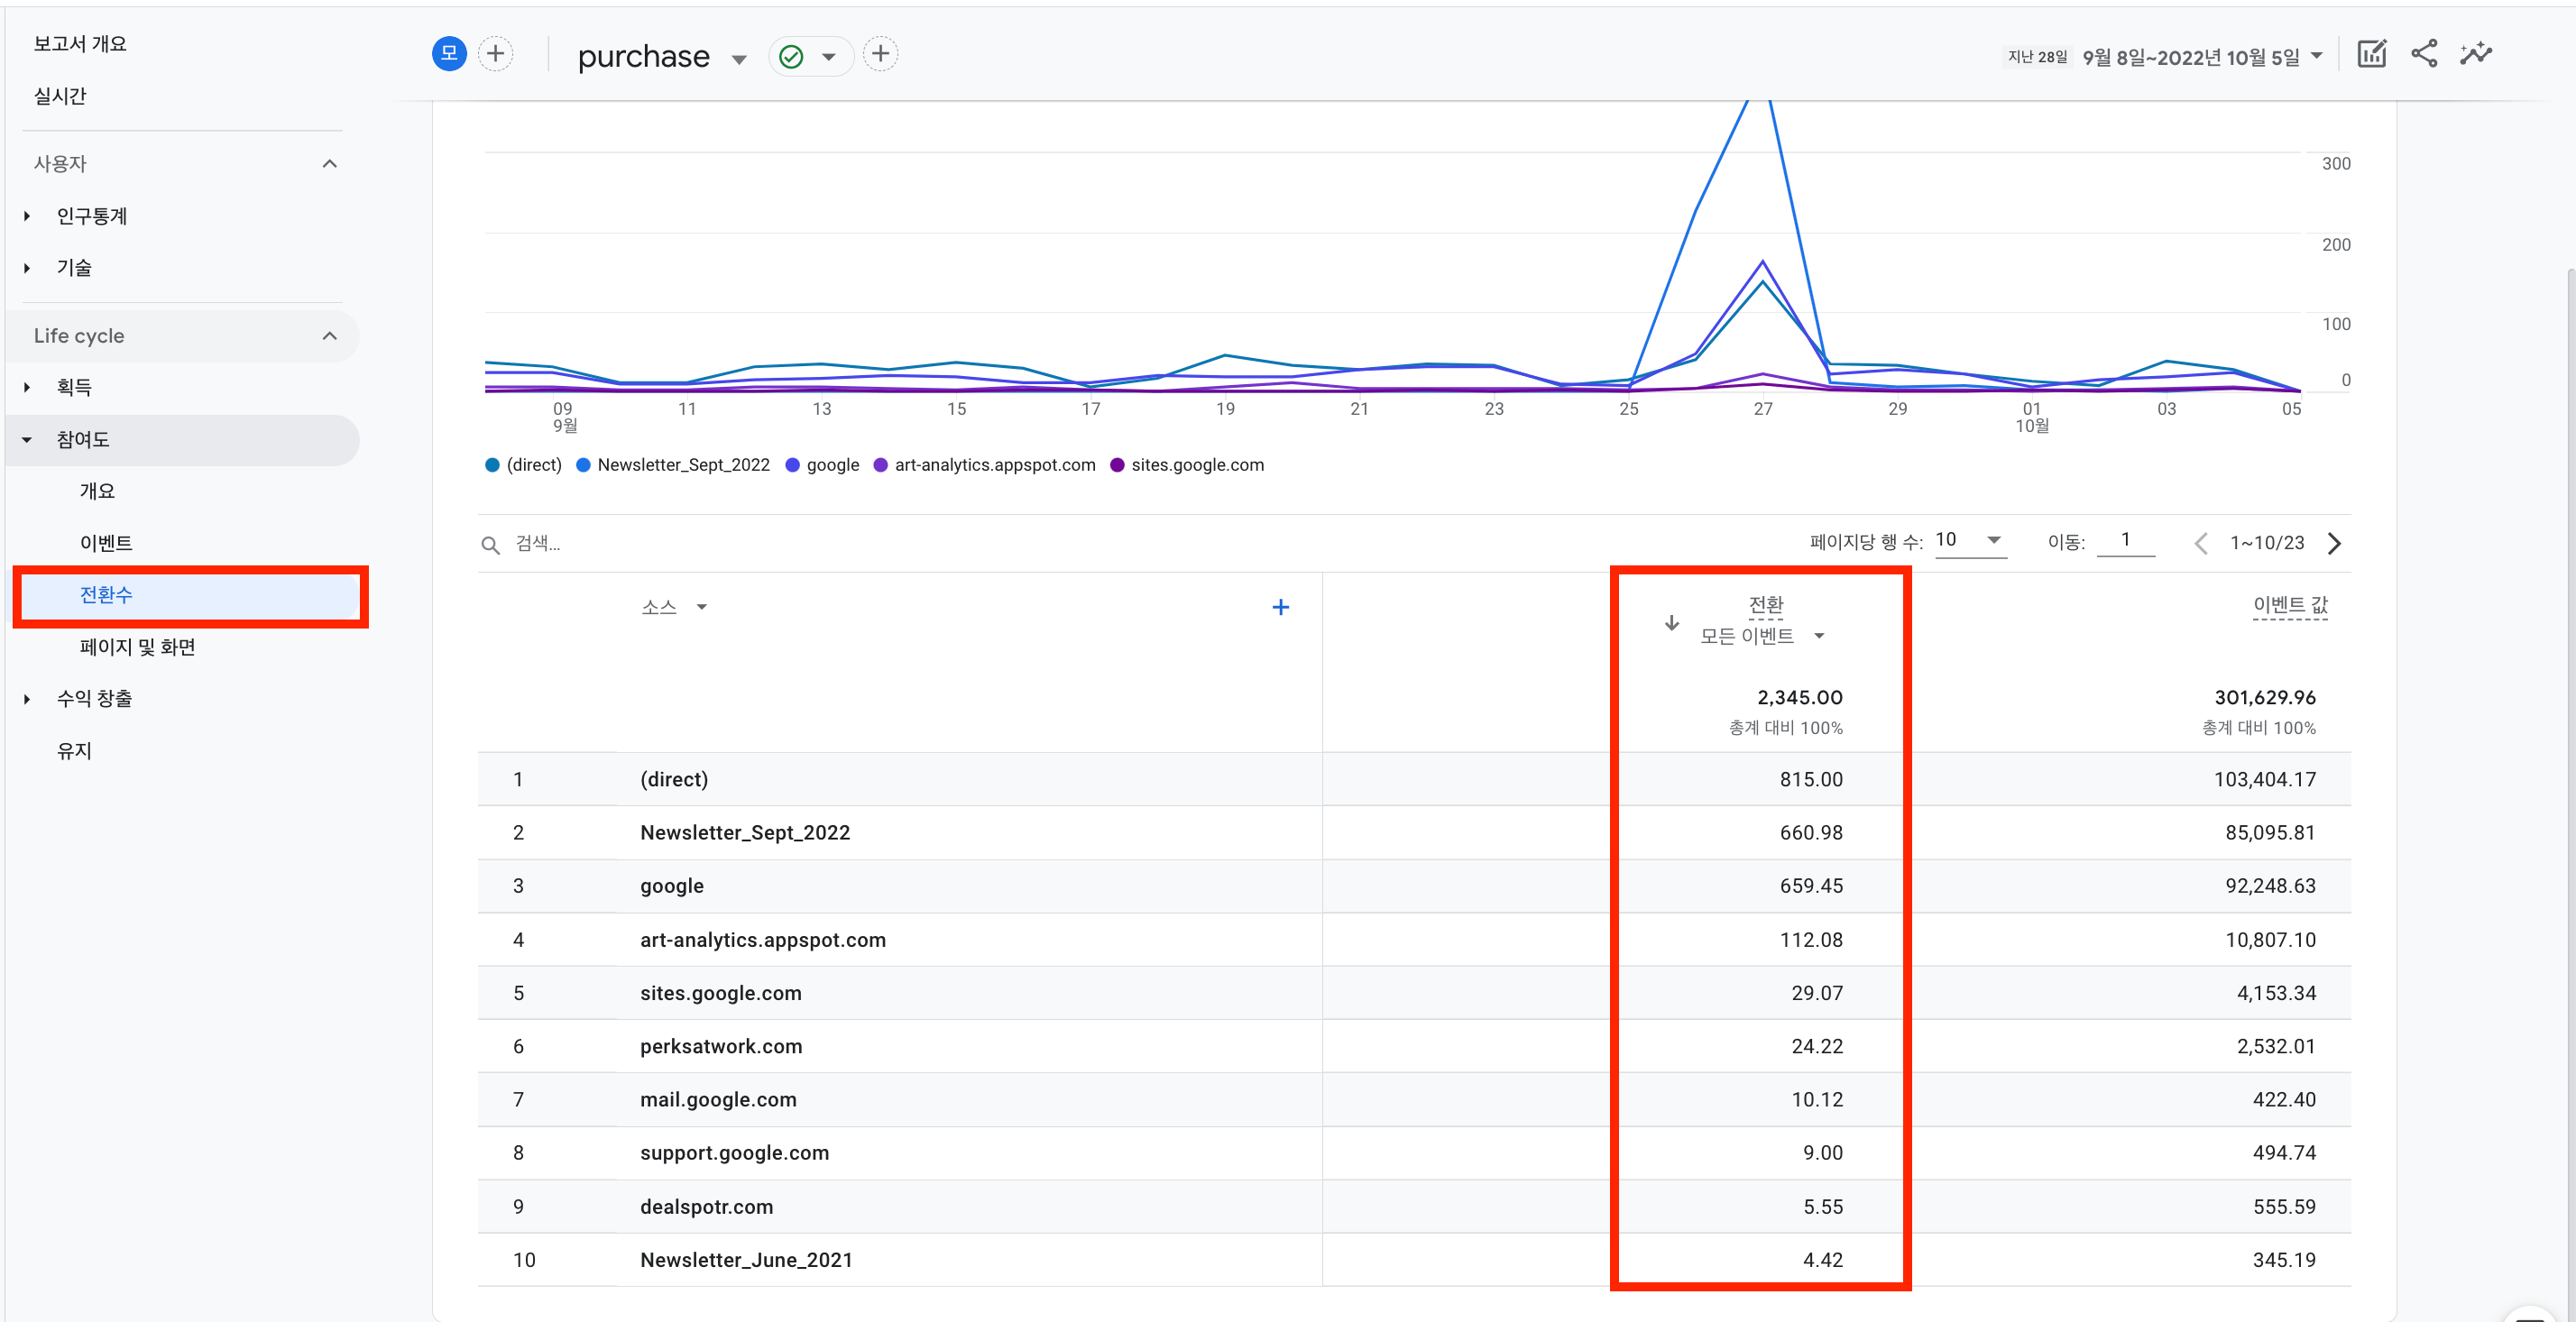 보고서 개요
실시간
사용자
인구통계
기술
Life cycle
획득
참여도
개요
이벤트
전환수
페이지 및 화면
수익 창출
유지
모
purchase
지난 28일 9월 8일~2022년 10월 5일
300
200
100
0
09 11 13 15 17 19 21 23 25 27 29 01 03 05
9월 10월
(direct) Newsletter_Sept_2022 google art-analytics.appspot.com sites.google.com
검색... 페이지당 행 수: 10 이동: 1 1~10/23
소스 전환 이벤트 값
모든 이벤트
2,345.00 301,629.96
총계 대비 100% 총계 대비 100%
1 (direct) 815.00 103,404.17
2 Newsletter_Sept_2022 660.98 85,095.81
3 google 659.45 92,248.63
4 art-analytics.appspot.com 112.08 10,807.10
5 sites.google.com 29.07 4,153.34
6 perksatwork.com 24.22 2,532.01
7 mail.google.com 10.12 422.40
8 support.google.com 9.00 494.74
9 dealspotr.com 5.55 555.59
10 Newsletter_June_2021 4.42 345.19